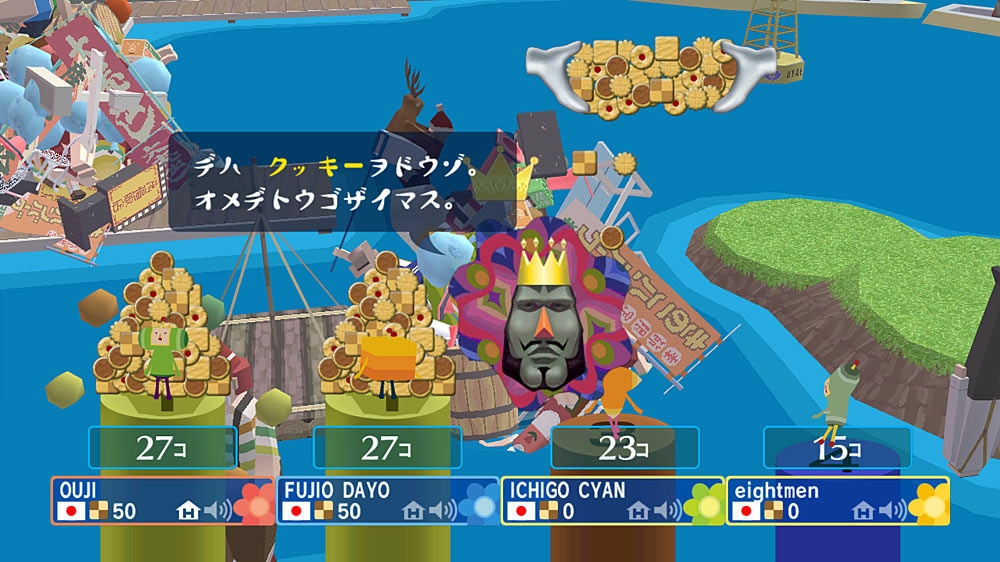 デハ クッキーヲドウゾ。
オメデトウゴザイマス。
27コ
27コ
23コ
15コ
OUJI
50
FUJIO DAYO
50
ICHIGO CYAN
0
eightmen
0